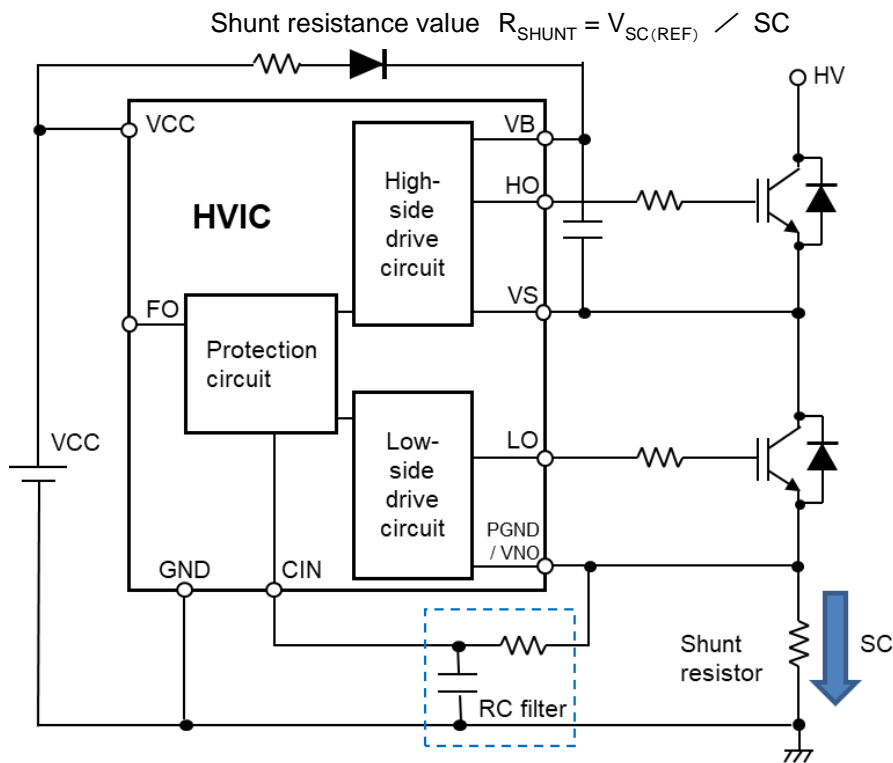 Shunt resistance value R_SHUNT = V_SC(REF) ／ SC
HV
VCC
VB
HO
High-
side
drive
circuit
HVIC
VS
FO
Protection
circuit
VCC
LO
Low-
side
drive
circuit
PGND
/ VNO
GND
CIN
Shunt
resistor
SC
RC filter